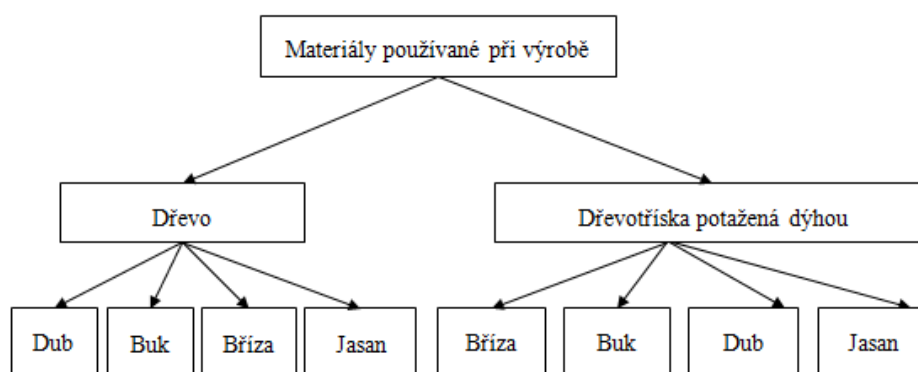 Materiály používané při výrobě
Dřevo
Dřevotříska potažená dýhou
Dub
Buk
Bříza
Jasan
Bříza
Buk
Dub
Jasan